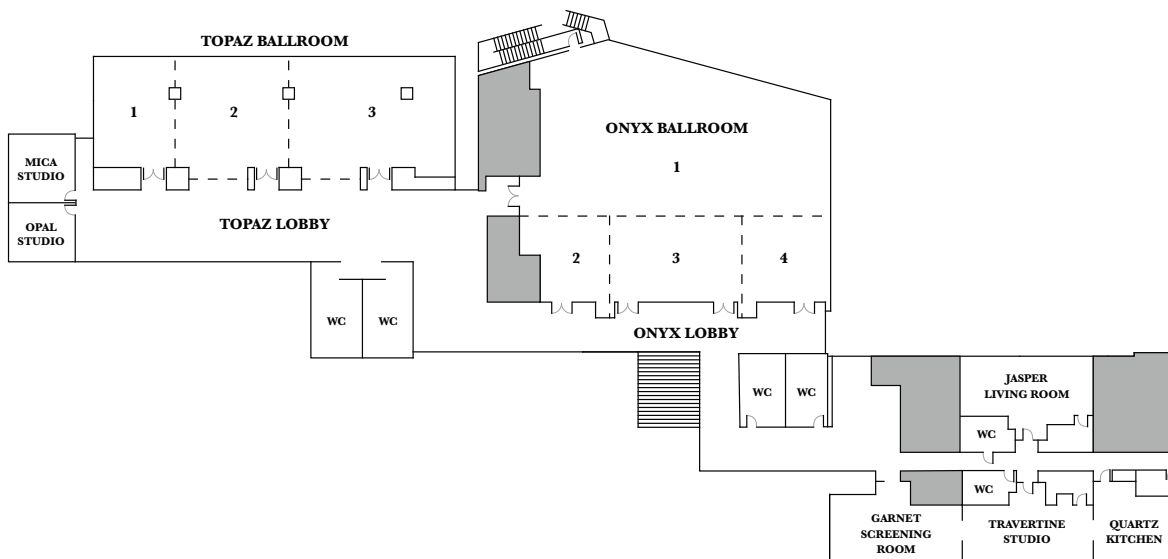 TOPAZ BALLROOM
1
2
3
ONYX BALLROOM
1
MICA
STUDIO
OPAL
STUDIO
TOPAZ LOBBY
2
3
4
WC
WC
ONYX LOBBY
WC
WC
JASPER
LIVING ROOM
WC
WC
GARNET
SCREENING
ROOM
TRAVERTINE
STUDIO
QUARTZ
KITCHEN